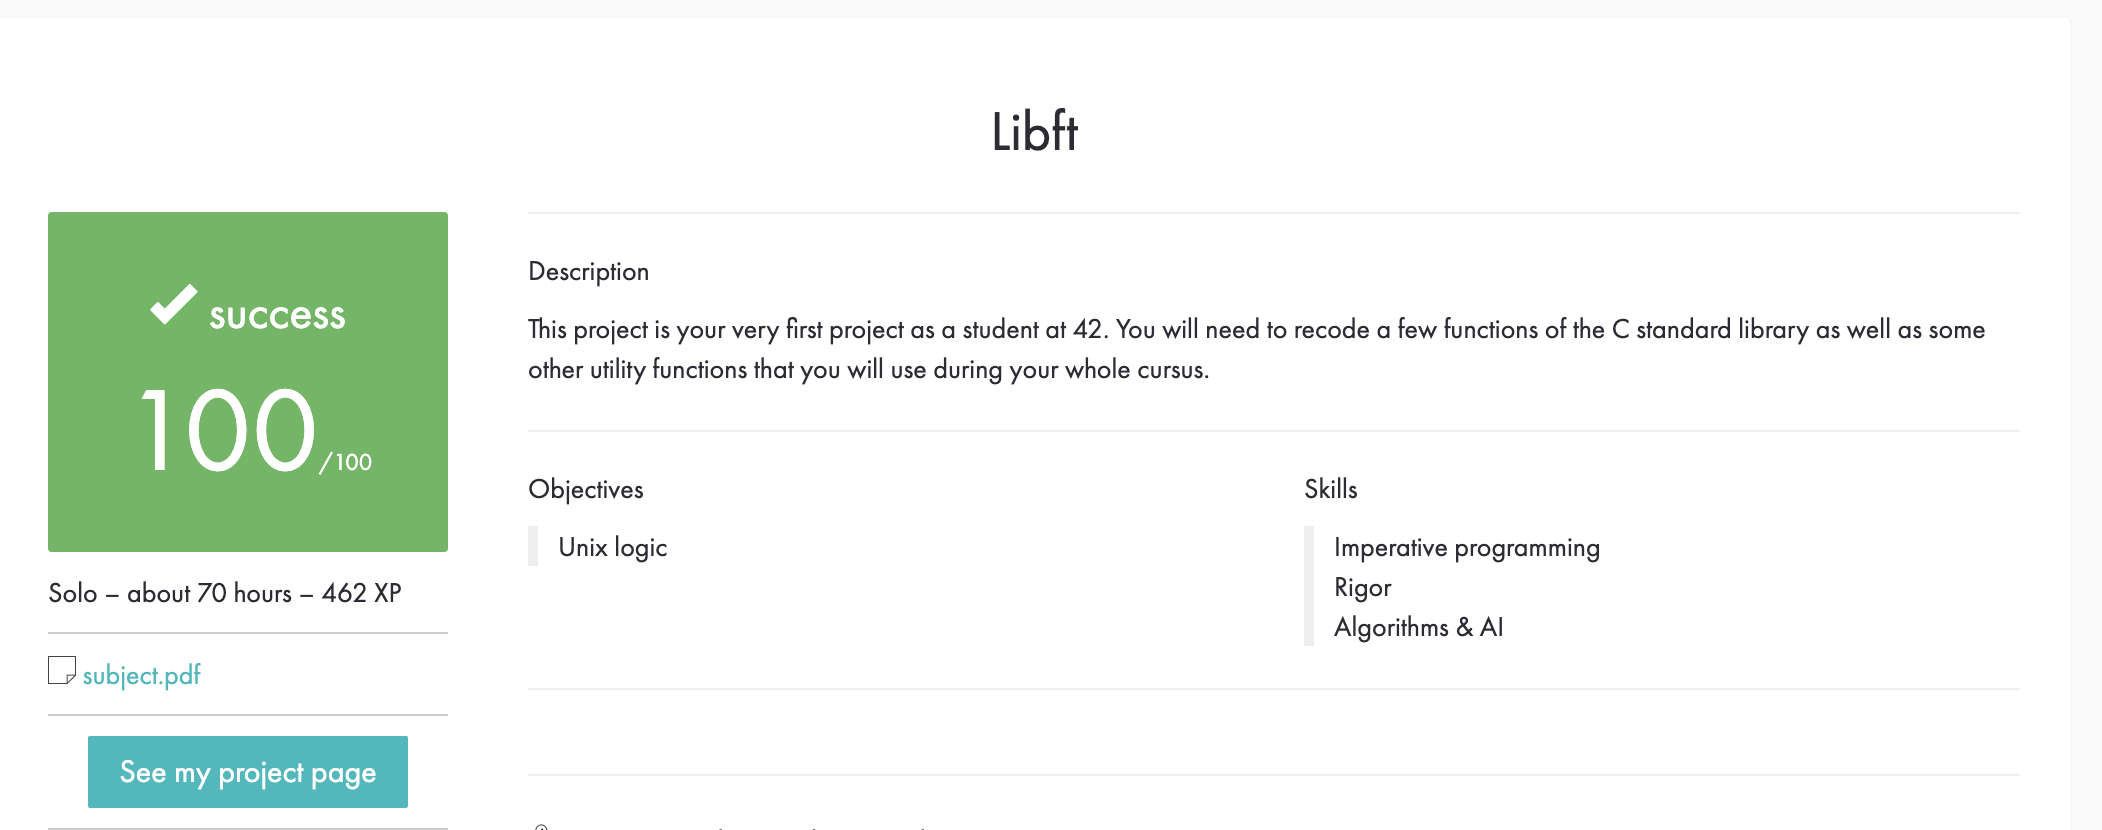 Libft
success
100/100
Solo – about 70 hours – 462 XP
subject.pdf
See my project page
Description
This project is your very first project as a student at 42. You will need to recode a few functions of the C standard library as well as some
other utility functions that you will use during your whole cursus.
Objectives
Unix logic
Skills
Imperative programming
Rigor
Algorithms & AI